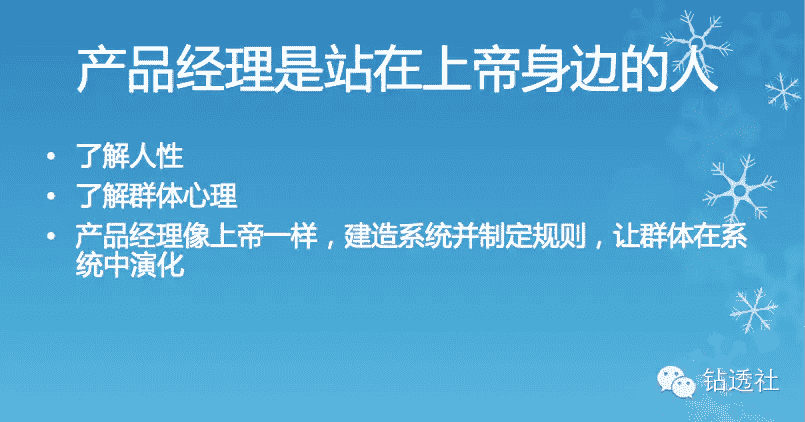 产品经理是站在上帝身边的人
• 了解人性
• 了解群体心理
• 产品经理像上帝一样，建造系统并制定规则，让群体在系
统中演化
钻透社